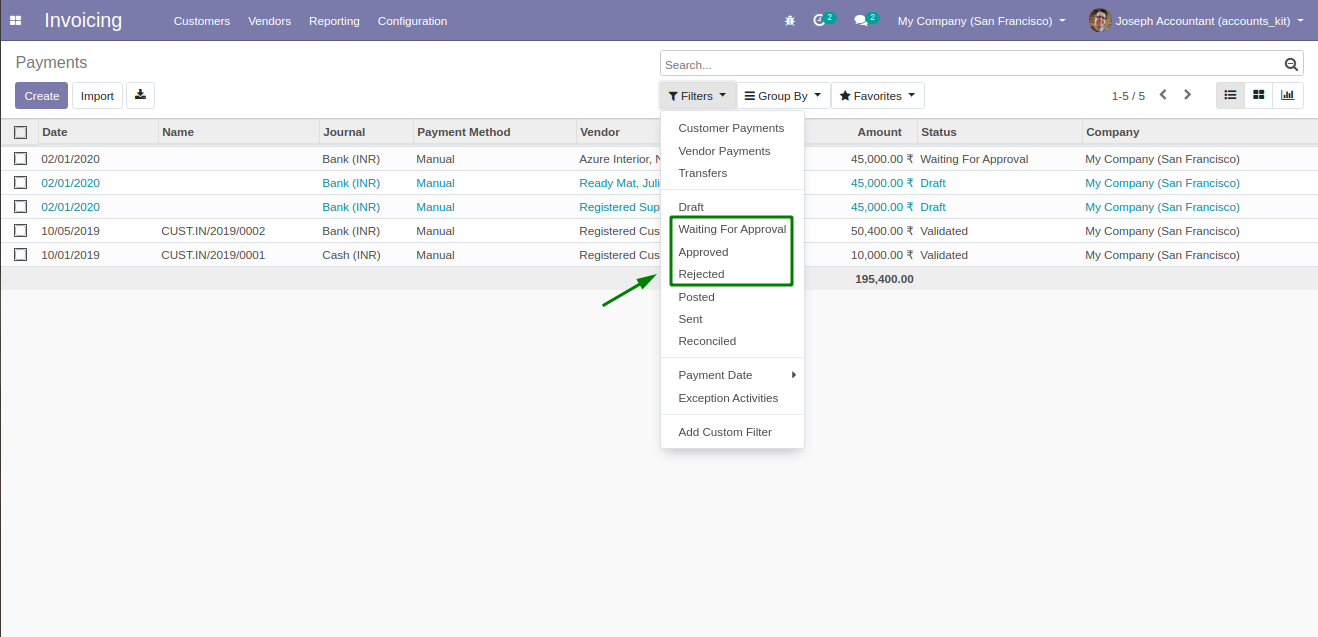 Invoicing Customers Vendors Reporting Configuration 2 2 My Company (San Francisco) Joseph Accountant (accounts_kit)
Payments
Search...
Create Import Filters Group By Favorites 1-5 / 5
Date Name Journal Payment Method Vendor Amount Status Company
02/01/2020 Bank (INR) Manual Azure Interior, 45,000.00 ₹ Waiting For Approval My Company (San Francisco)
02/01/2020 Bank (INR) Manual Ready Mat, Juli 45,000.00 ₹ Draft My Company (San Francisco)
02/01/2020 Bank (INR) Manual Registered Sup 45,000.00 ₹ Draft My Company (San Francisco)
10/05/2019 CUST.IN/2019/0002 Bank (INR) Manual Registered Cus 50,400.00 ₹ Validated My Company (San Francisco)
10/01/2019 CUST.IN/2019/0001 Cash (INR) Manual Registered Cus 10,000.00 ₹ Validated My Company (San Francisco)
195,400.00
Customer Payments
Vendor Payments
Transfers
Draft
Waiting For Approval
Approved
Rejected
Posted
Sent
Reconciled
Payment Date
Exception Activities
Add Custom Filter